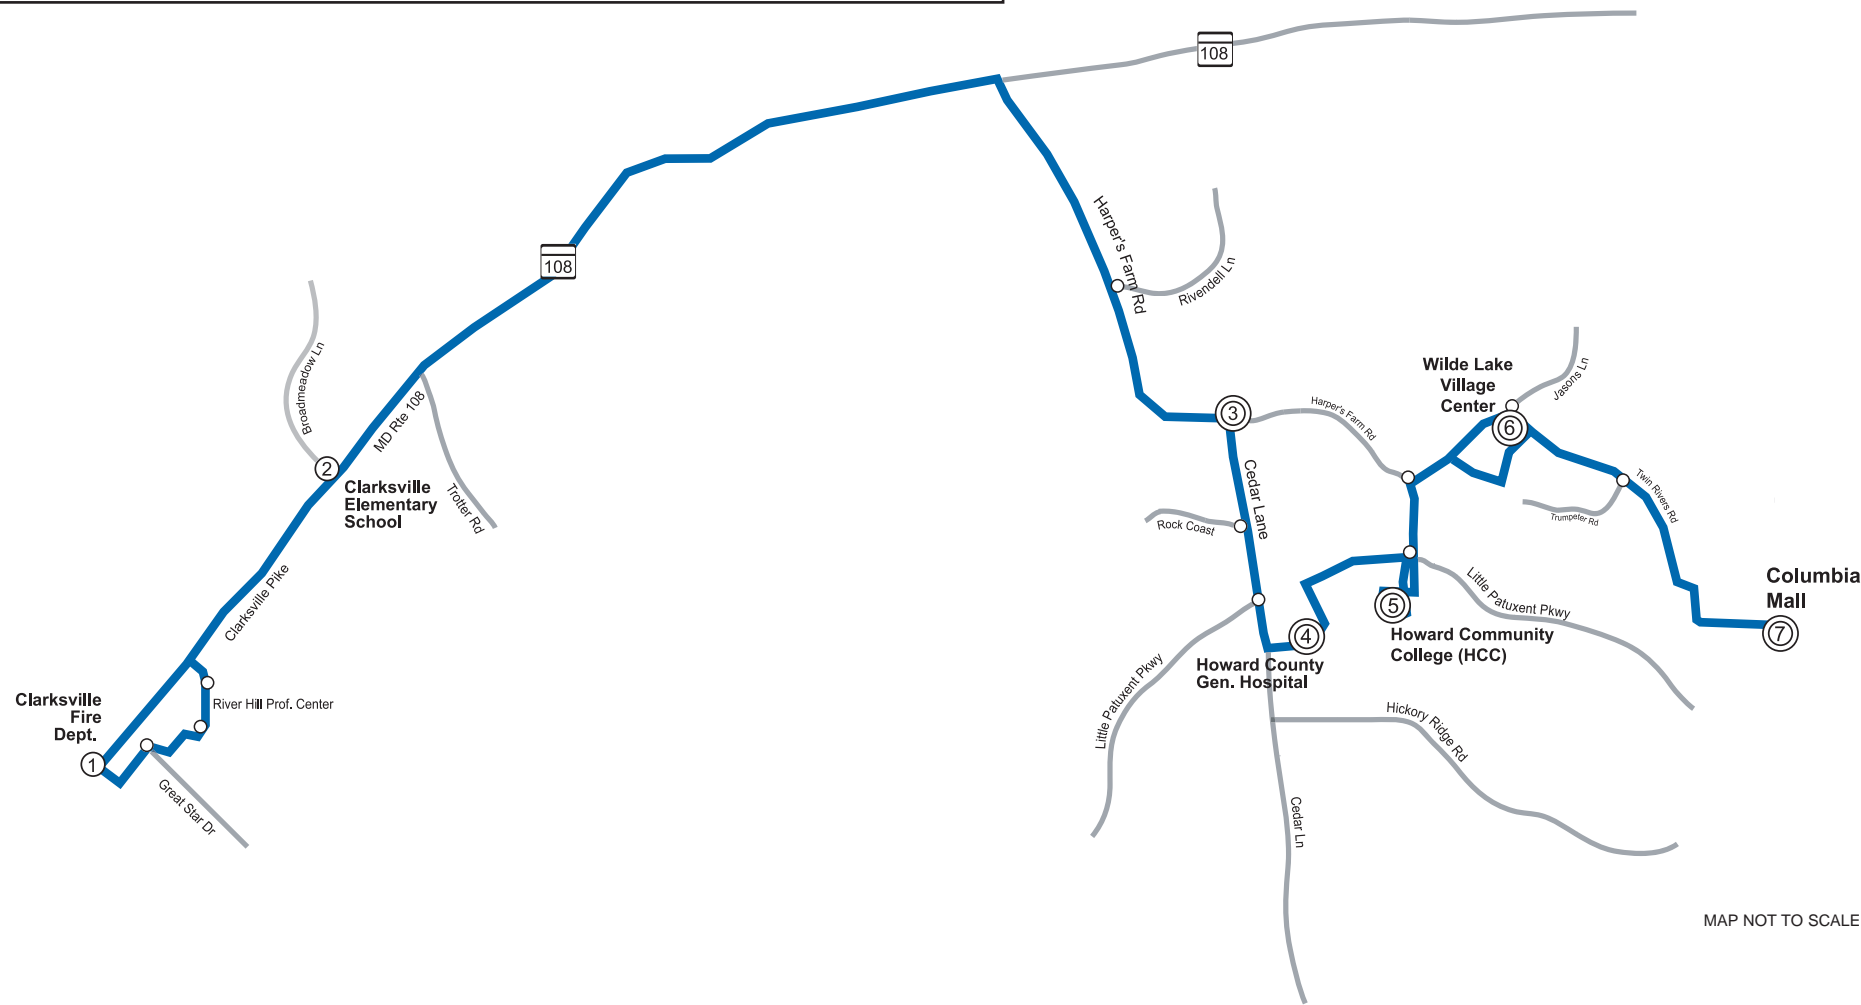 108
Harper's Farm Rd
Rivendell Ln
108
Broadmeadow Ln
MD Rte 108
2
Clarksville
Elementary
School
Trotter Rd
Clarksville Pike
Clarksville
Fire
Dept.
1
River Hill Prof. Center
Great Star Dr
3
Harper's Farm Rd
Wilde Lake
Village
Center
6
Jasons Ln
Cedar Lane
Rock Coast
Twin Rivers Rd
Trumpeter Rd
Little Patuxent Pkwy
Columbia
Mall
7
5
Howard Community
College (HCC)
4
Howard County
Gen. Hospital
Little Patuxent Pkwy
Hickory Ridge Rd
Cedar Ln
MAP NOT TO SCALE